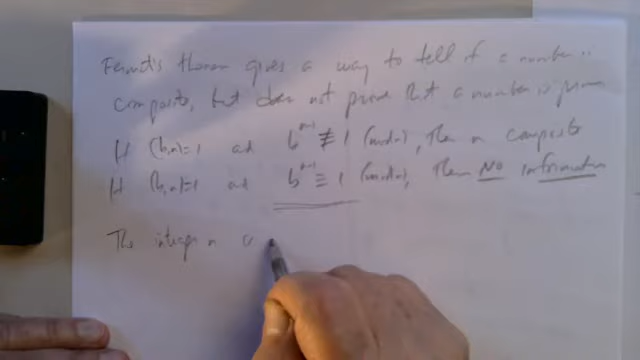 Fermat's theorem gives a way to tell if a number is
composite, but does not prove that a number is prime
If (b,n)=1 and b^{n-1} ≢ 1 (mod n), then n composite
If (b,n)=1 and b^{n-1} ≡ 1 (mod n), then NO information
The integer n